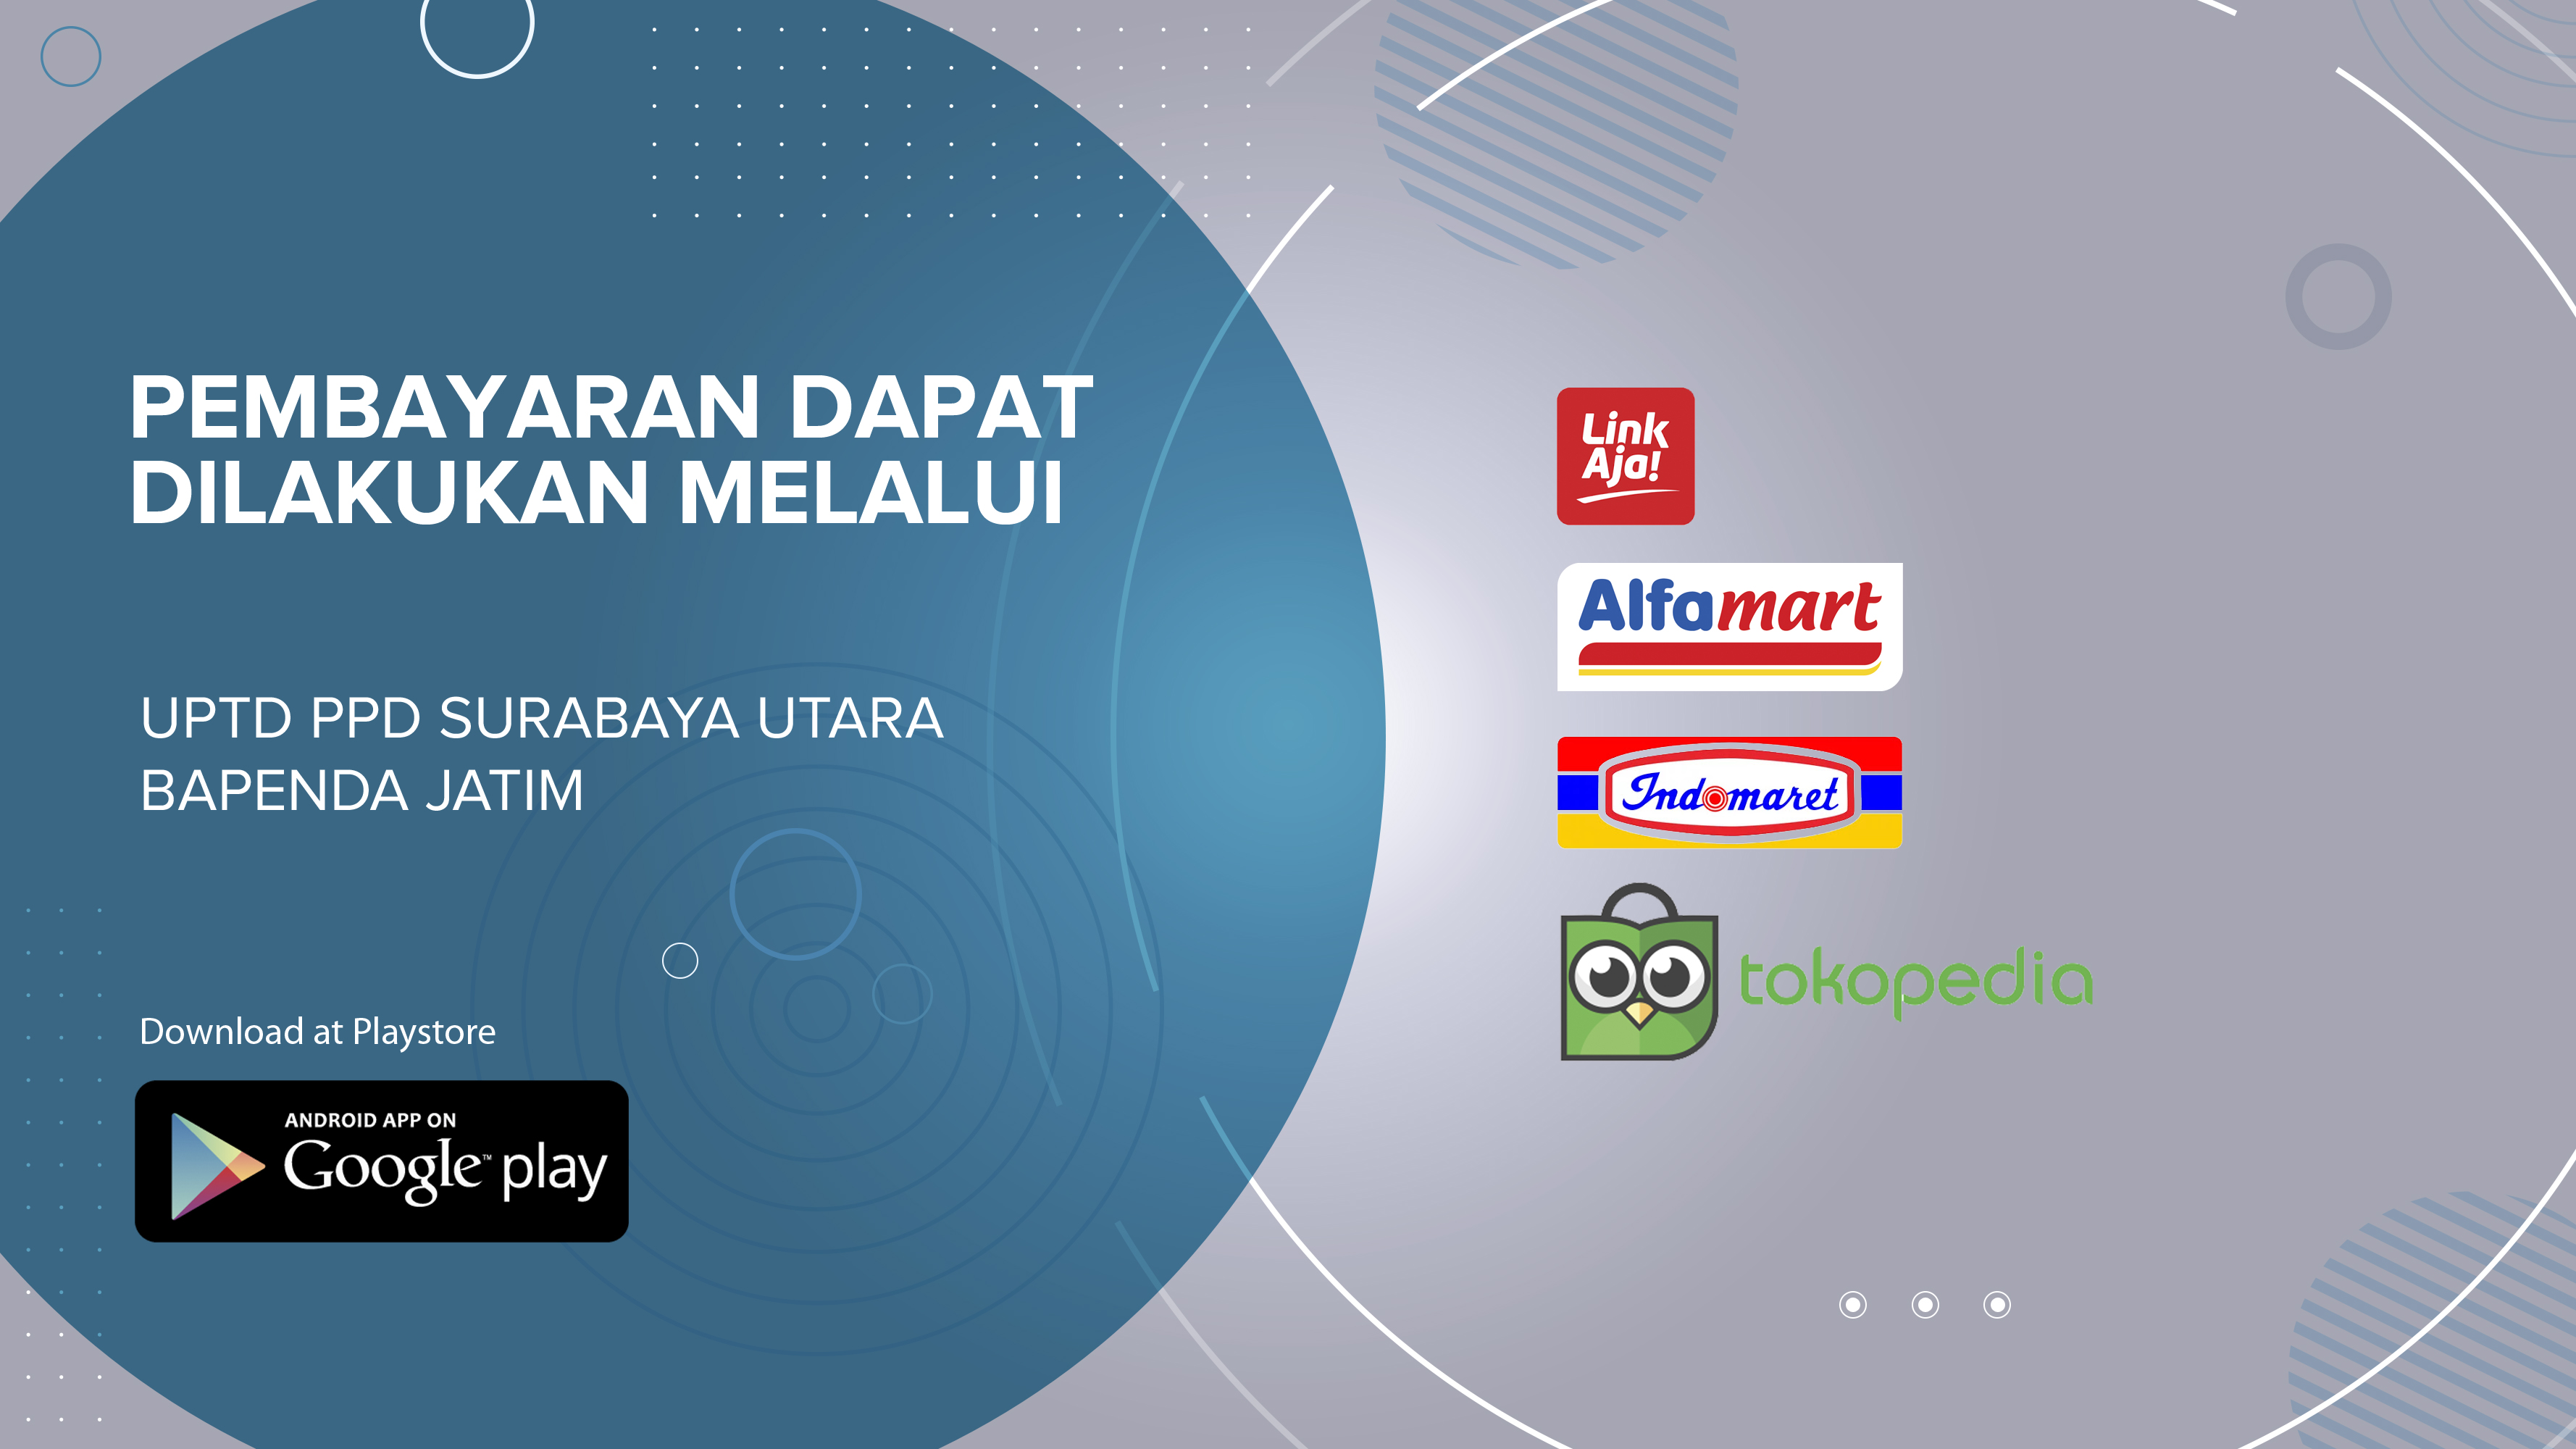 PEMBAYARAN DAPAT
DILAKUKAN MELALUI
UPTD PPD SURABAYA UTARA
BAPENDA JATIM
Download at Playstore
ANDROID APP ON
Google™ play
Link
Aja!
Alfamart
Indomaret
tokopedia